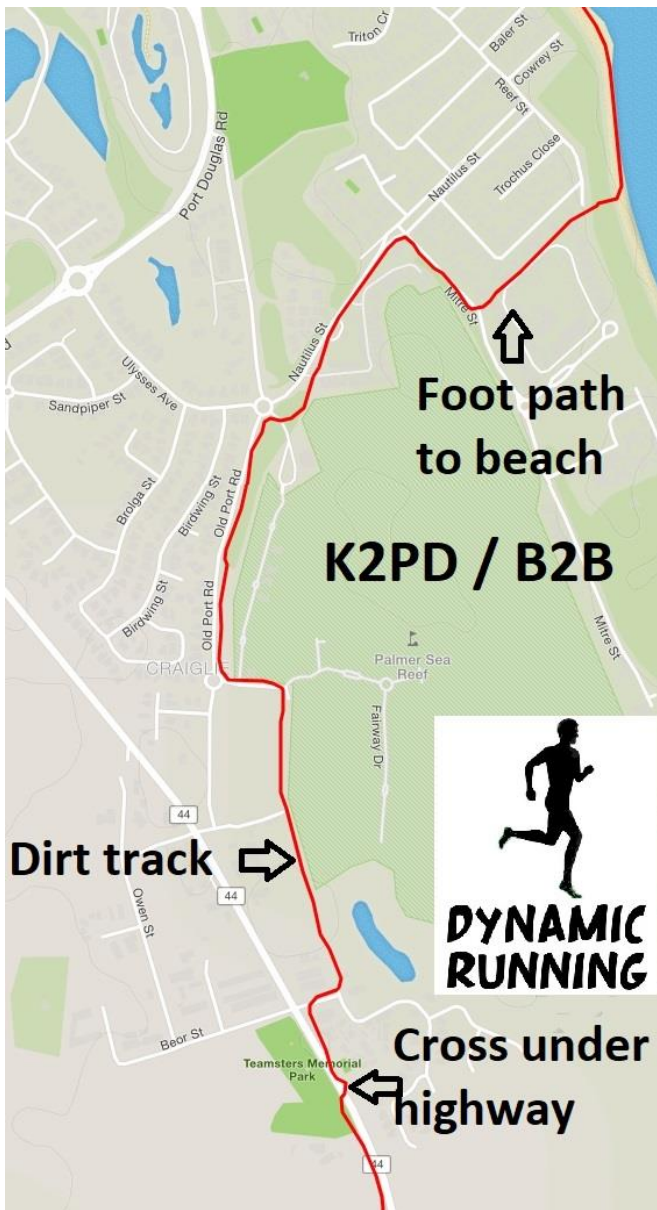 Triton Cr
Baler St
Cowrey St
Reef St
Port Douglas Rd
Nautilus St
Trochus Close
Mitre St
Nautilus St
Foot path
to beach
Ulysses Ave
Sandpiper St
Brolga St
Birdwing St
Old Port Rd
K2PD / B2B
Birdwing St
Old Port Rd
Mitre St
CRAIGLIE
Palmer Sea
Reef
Fairway Dr
44
Dirt track
44
Owen St
DYNAMIC
RUNNING
Beor St
Teamsters Memorial
Park
Cross under
highway
44